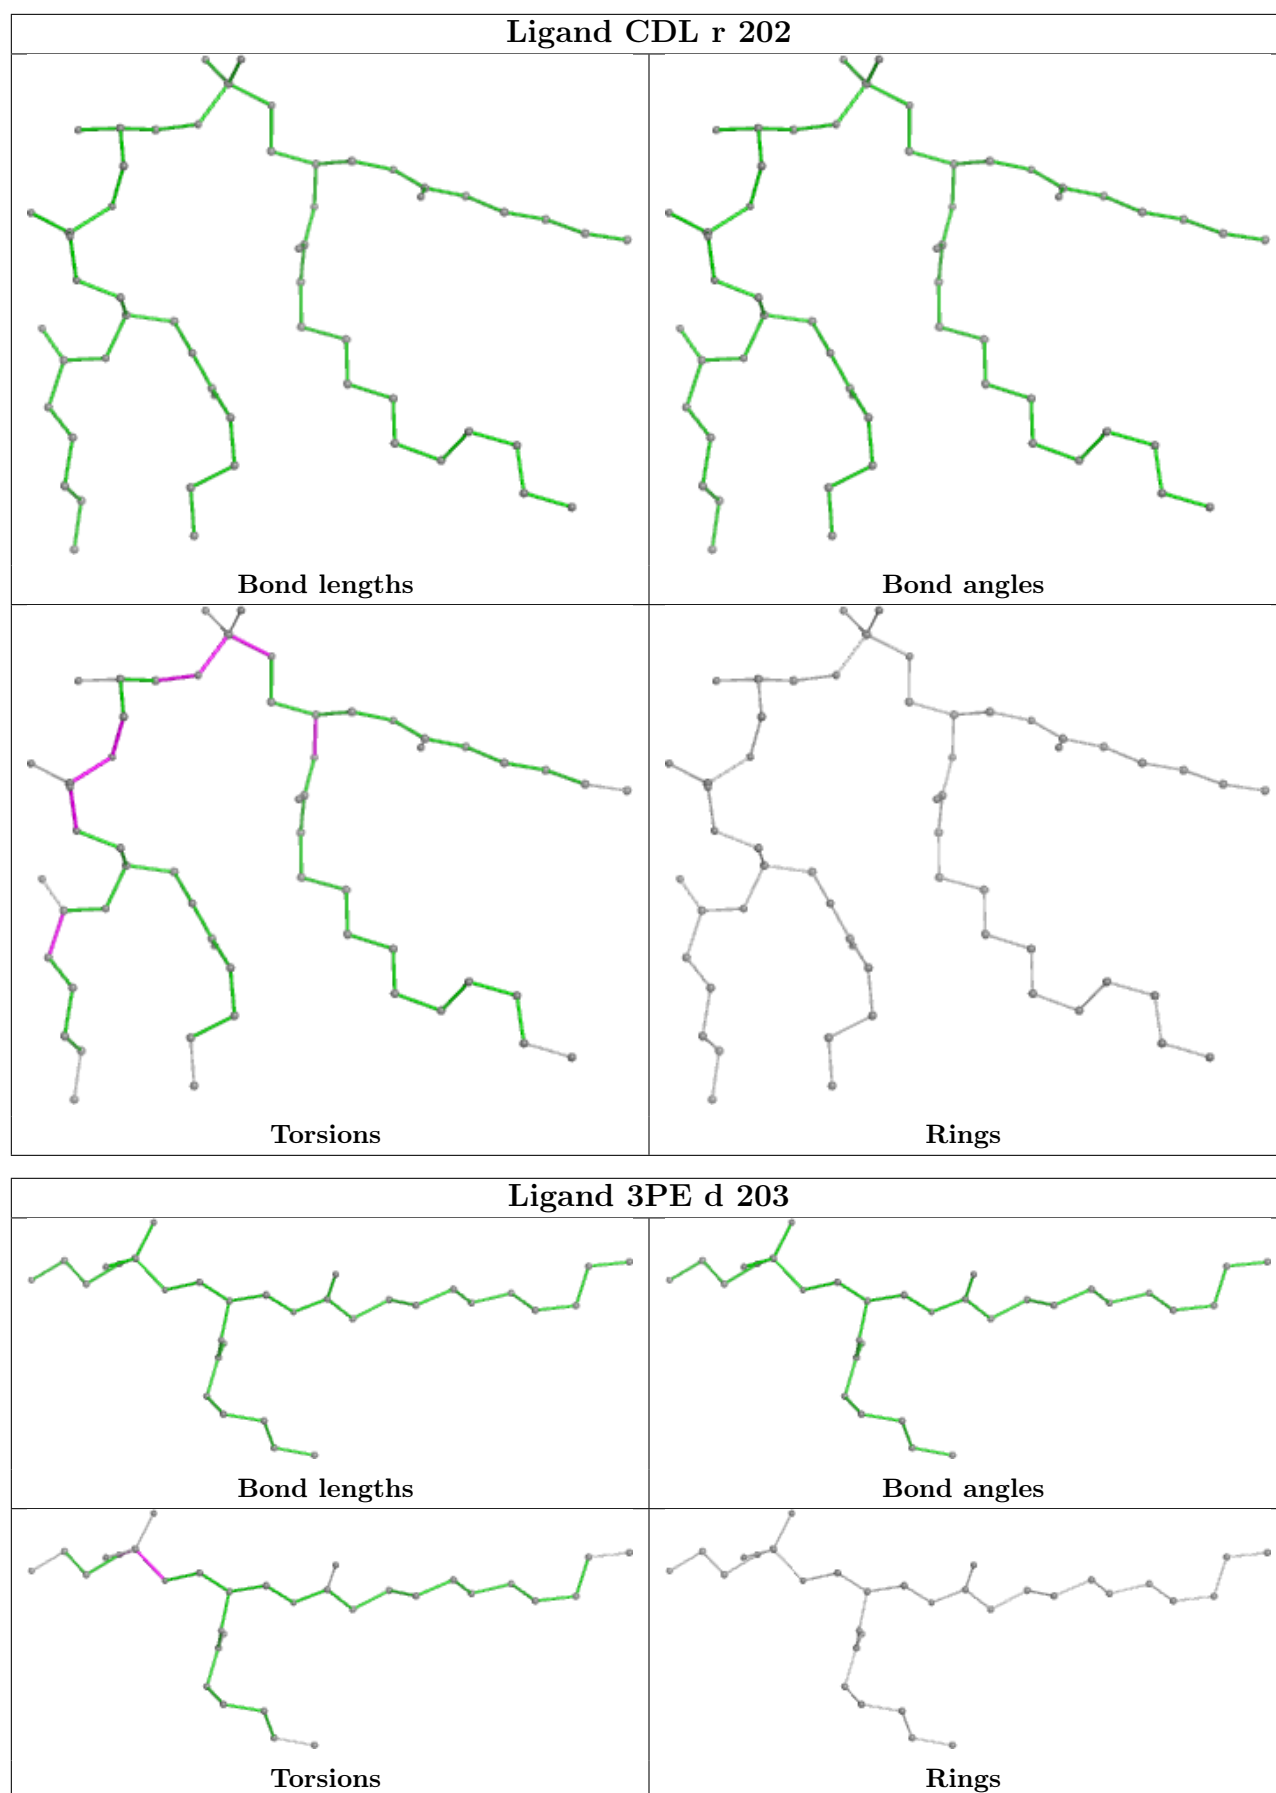 Ligand CDL r 202
Bond lengths
Bond angles
Torsions
Rings
Ligand 3PE d 203
Bond lengths
Bond angles
Torsions
Rings